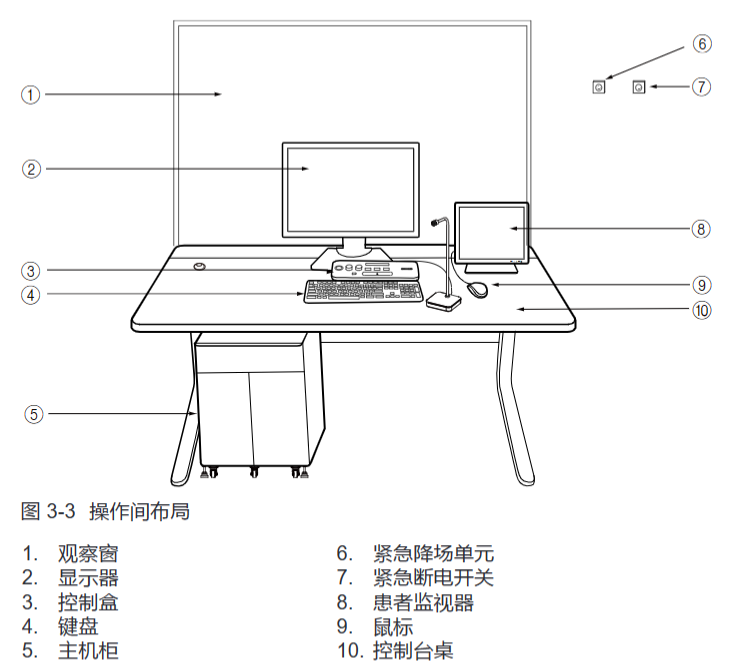 ⑥
①
⑦
②
⑧
③
⑨
④
⑩
⑤
图 3-3 操作间布局
1. 观察窗
2. 显示器
3. 控制盒
4. 键盘
5. 主机柜
6. 紧急降场单元
7. 紧急断电开关
8. 患者监视器
9. 鼠标
10. 控制台桌